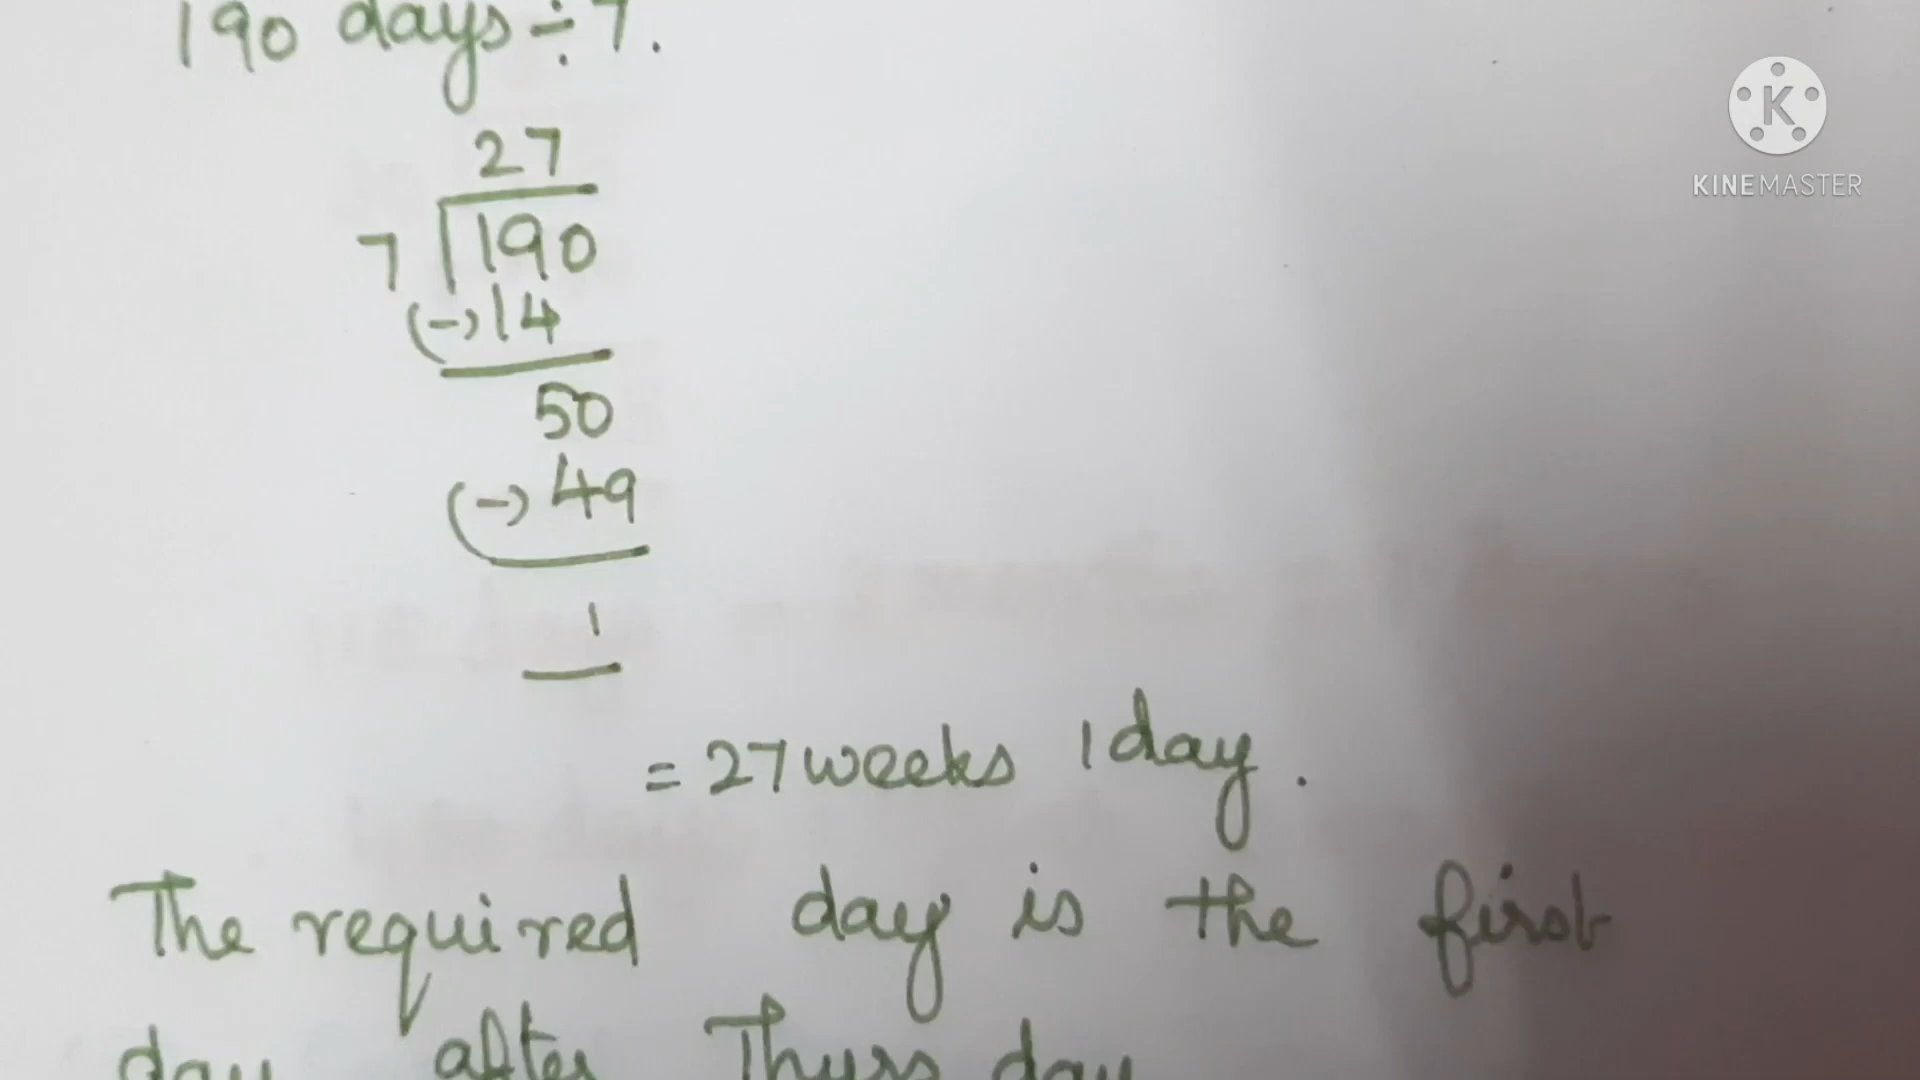 190 days ÷ 7.
27
7 190
(-) 14
50
(-) 49
1
= 27 weeks 1 day.
The required day is the first
day after Thursday
K
KINEMASTER